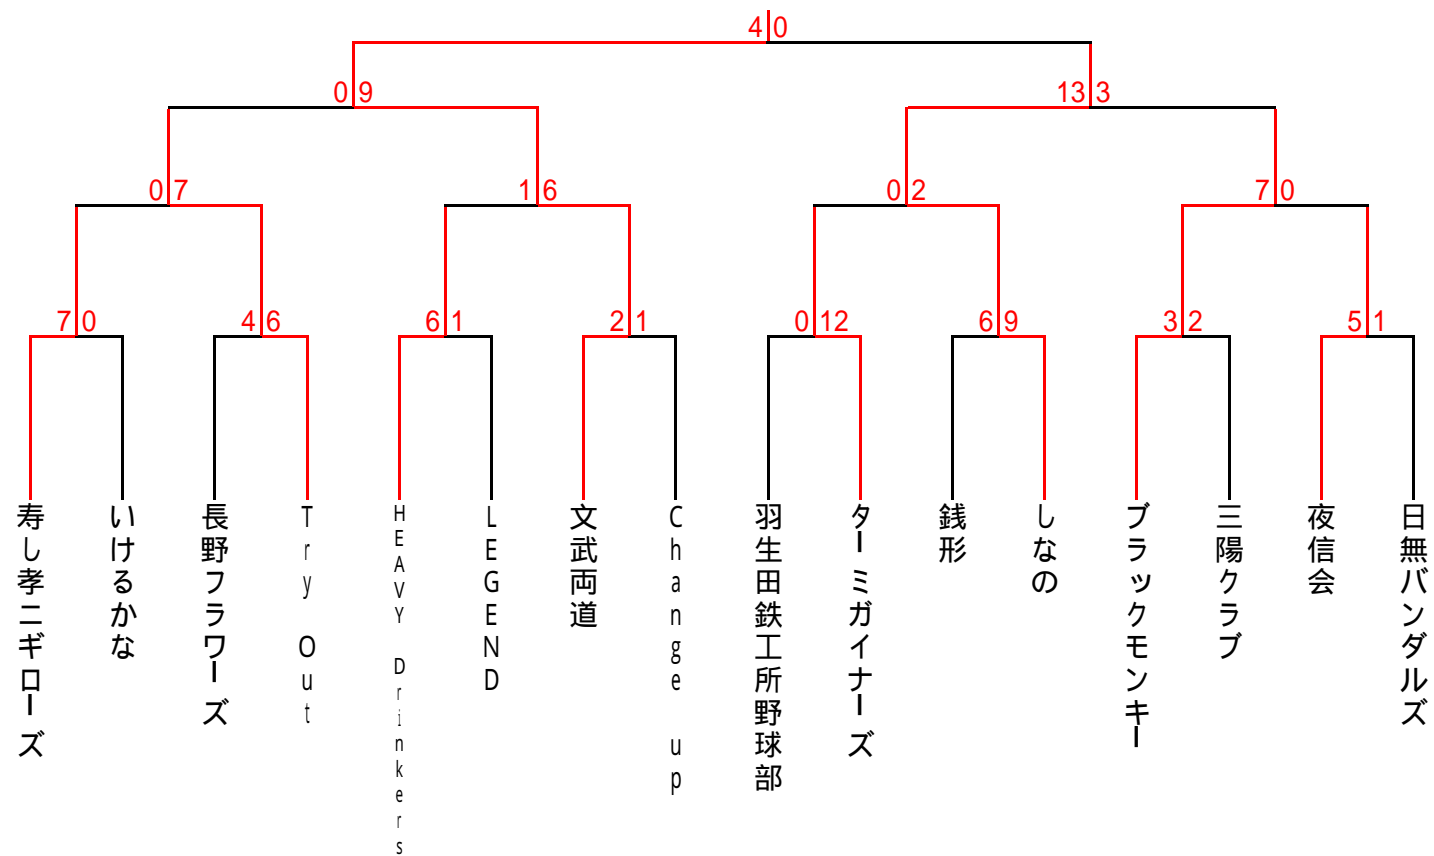 4 0
0 9
13 3
0 7
1 6
0 2
7 0
7 0
4 6
6 1
2 1
0 12
6 9
3 2
5 1
寿し孝ニギローズ
いけるかな
長野フラワーズ
Try Out
HEAVY Drinkers
LEGEND
文武両道
Change up
羽生田鉄工所野球部
ターミガイナーズ
銭形
しなの
ブラックモンキー
三陽クラブ
夜信会
日無バンダルズ